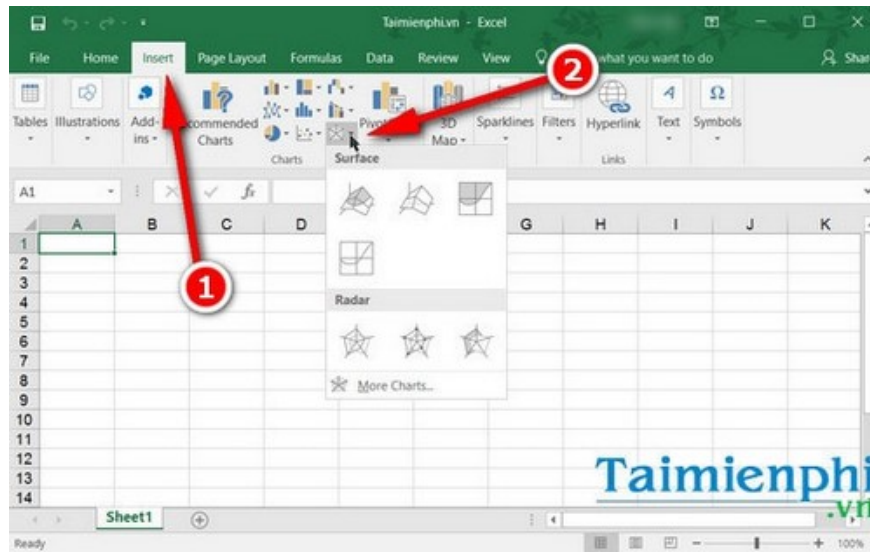 Taimienphi.vn - Excel
File Home Insert Page Layout Formulas Data Review View what you want to do Shar
2
Tables Illustrations Add-ins commended Charts Pivot 3D Map Sparklines Filters Hyperlink Text Symbols
Charts Links
A1 fx
Surface
A B C D G H I J K
1
2
3
1
4
Radar
5
6
7
8
More Charts...
9
10
11
12
13
14
Taimienphi
.vn
Sheet1
Ready 100%